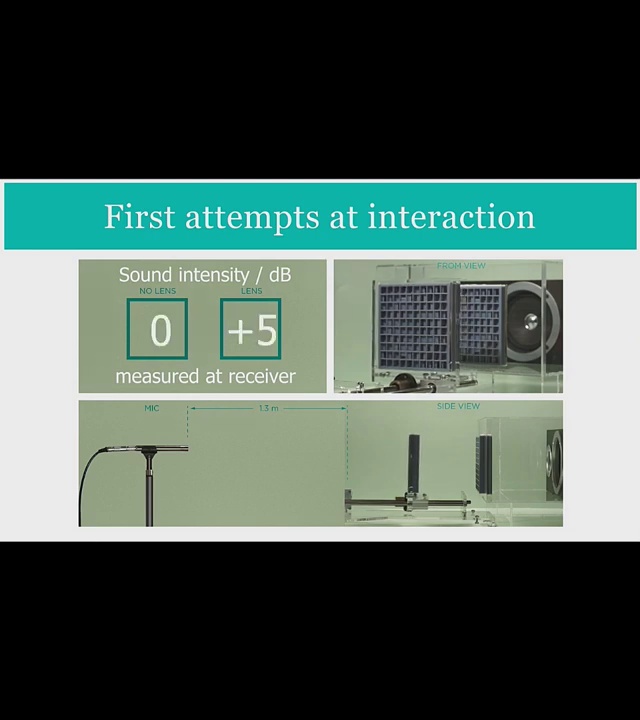 First attempts at interaction
Sound intensity / dB
NO LENS
LENS
0
+5
measured at receiver
FROM VIEW
MIC
1.3 m
SIDE VIEW